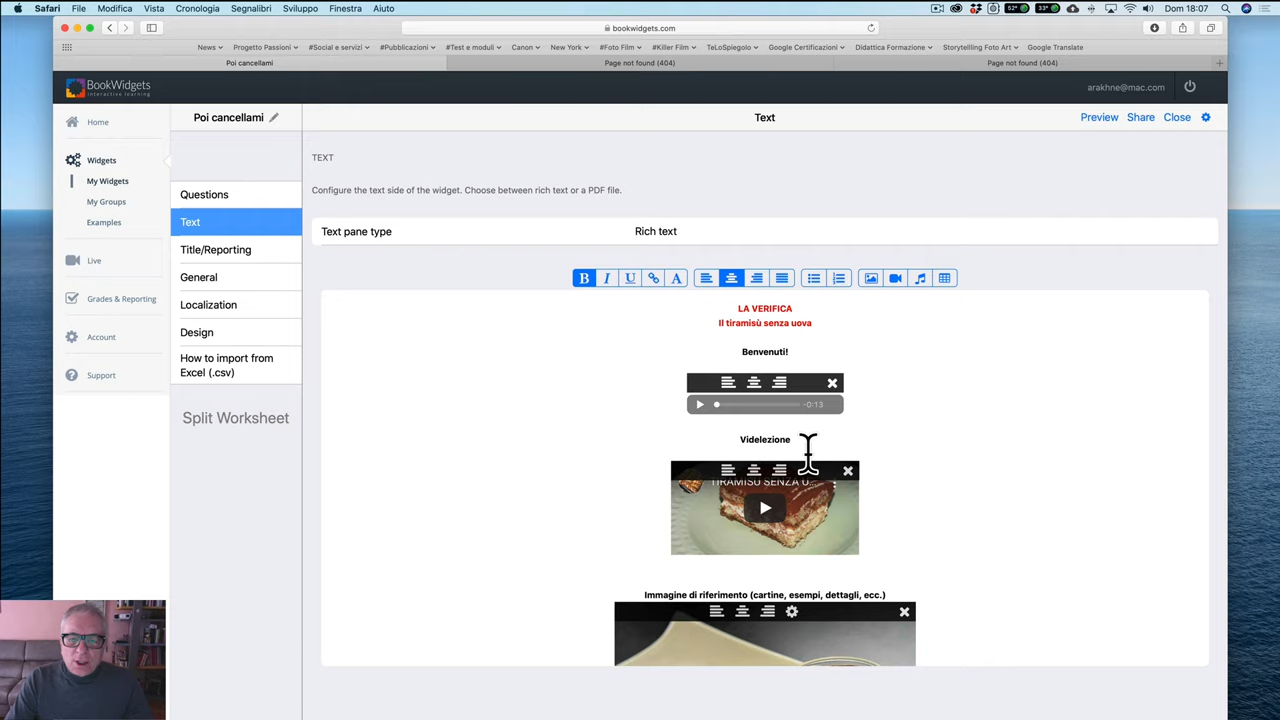 Safari File Modifica Vista Cronologia Segnalibri Sviluppo Finestra Aiuto 52° 33° Dom 18:07
bookwidgets.com
News Progetto Passioni #Social e servizi #Pubblicazioni #Test e moduli Canon New York #Foto Film #Killer Film TeLoSpiegolo Google Certificazioni Didattica Formazione Storytelling Foto Art Google Translate
Poi cancellami Page not found (404) Page not found (404)
BookWidgets
interactive learning
arakhne@mac.com
Home
Widgets
My Widgets
My Groups
Examples
Live
Grades & Reporting
Account
Support
Poi cancellami
Questions
Text
Title/Reporting
General
Localization
Design
How to import from
Excel (.csv)
Split Worksheet
Text
Preview Share Close
TEXT
Configure the text side of the widget. Choose between rich text or a PDF file.
Text pane type Rich text
B I U A
LA VERIFICA
Il tiramisù senza uova
Benvenuti!
-0:13
Videlezione
TIRAMISÙ SENZA U...
Immagine di riferimento (cartine, esempi, dettagli, ecc.)